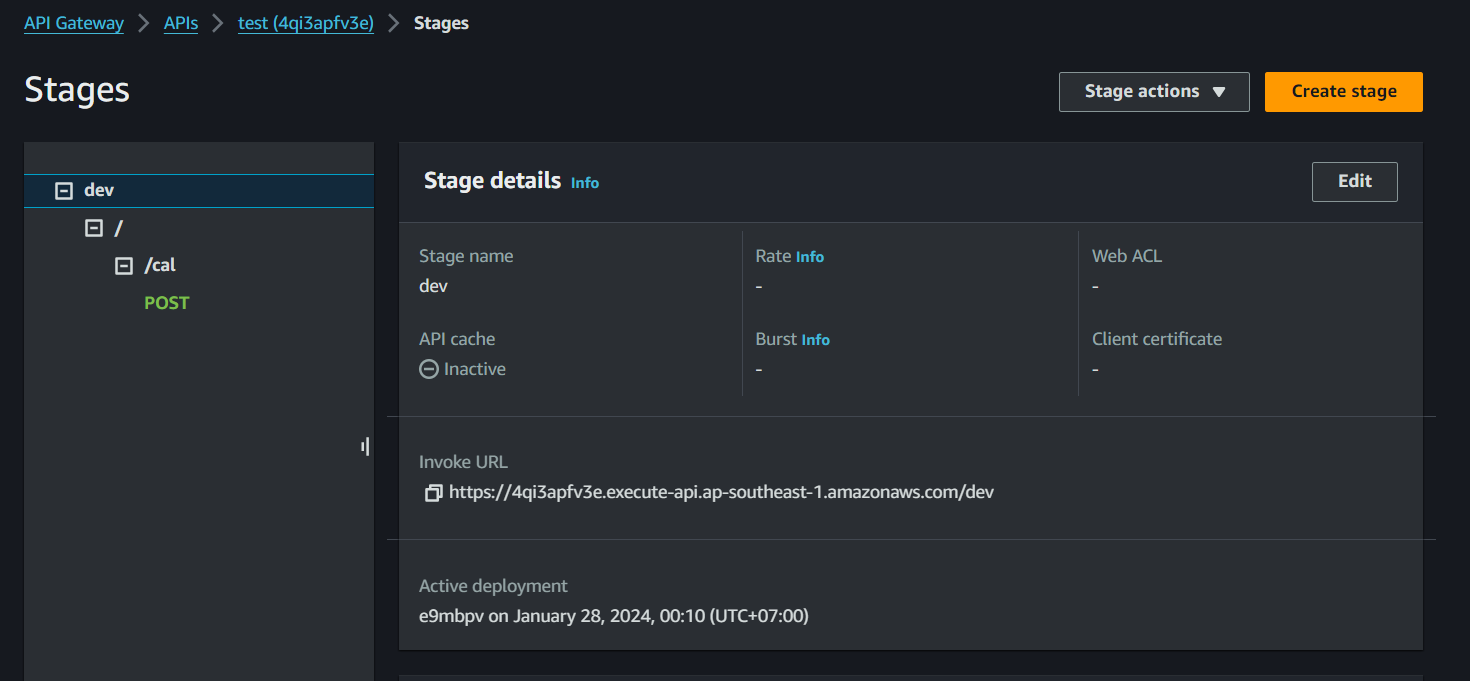 API Gateway > APIs > test (4qi3apfv3e) > Stages
Stages
Stage actions
Create stage
dev
/
/cal
POST
Stage details Info
Edit
Stage name
dev
Rate Info
-
Web ACL
-
API cache
Inactive
Burst Info
-
Client certificate
-
Invoke URL
https://4qi3apfv3e.execute-api.ap-southeast-1.amazonaws.com/dev
Active deployment
e9mbpv on January 28, 2024, 00:10 (UTC+07:00)